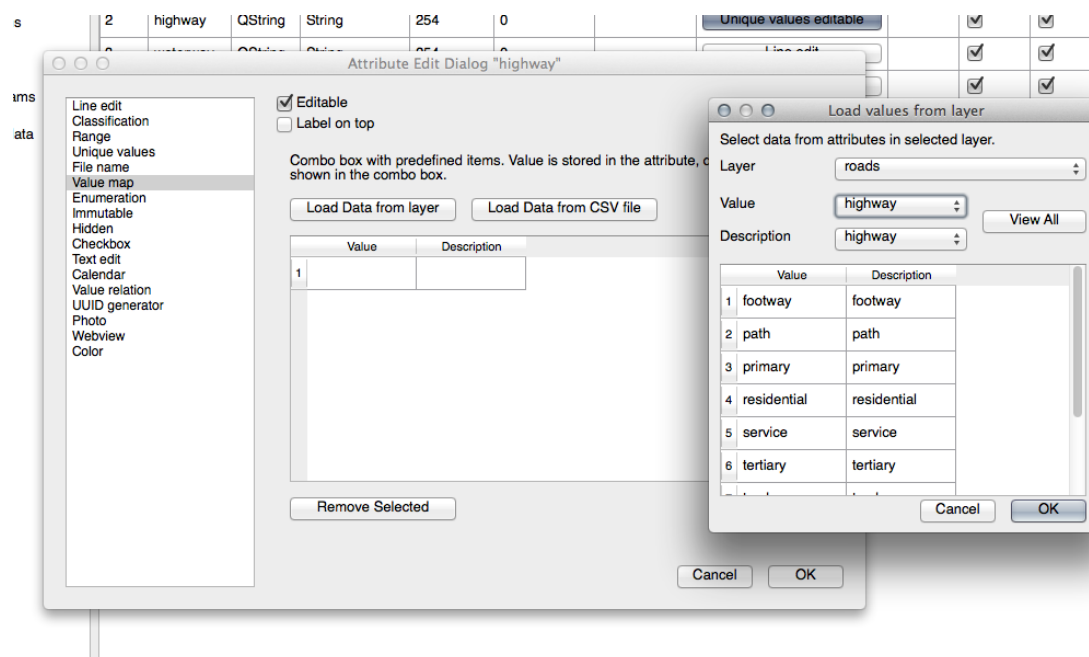 s
2 highway QString String 254 0 Unique values editable
Line edit
ams
ata
Attribute Edit Dialog "highway"
Line edit
Classification
Range
Unique values
File name
Value map
Enumeration
Immutable
Hidden
Checkbox
Text edit
Calendar
Value relation
UUID generator
Photo
Webview
Color
Editable
Label on top
Combo box with predefined items. Value is stored in the attribute,
shown in the combo box.
Load Data from layer Load Data from CSV file
Value Description
1
Remove Selected
Cancel OK
Load values from layer
Select data from attributes in selected layer.
Layer roads
Value highway
View All
Description highway
Value Description
1 footway footway
2 path path
3 primary primary
4 residential residential
5 service service
6 tertiary tertiary
Cancel OK